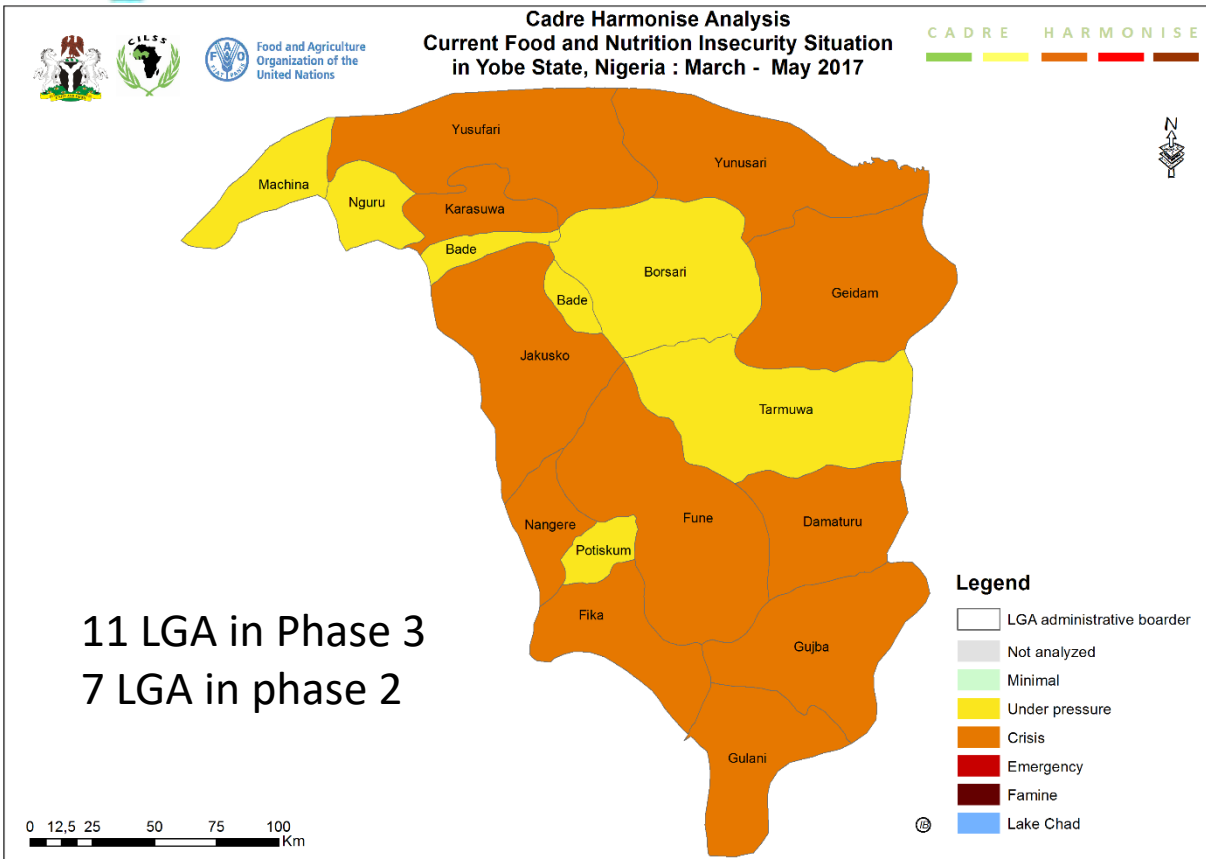 Cadre Harmonise Analysis
Current Food and Nutrition Insecurity Situation
in Yobe State, Nigeria : March - May 2017
CILSS
FAO
FIAT PANIS
Food and Agriculture
Organization of the
United Nations
CADRE HARMONISE
N
Yusufari
Yunusari
Machina
Nguru
Karasuwa
Bade
Borsari
Geidam
Bade
Jakusko
Tarmuwa
Nangere
Fune
Damaturu
Potiskum
Fika
Gujba
Gulani
11 LGA in Phase 3
7 LGA in phase 2
Legend
LGA administrative boarder
Not analyzed
Minimal
Under pressure
Crisis
Emergency
Famine
Lake Chad
0 12,5 25 50 75 100
Km